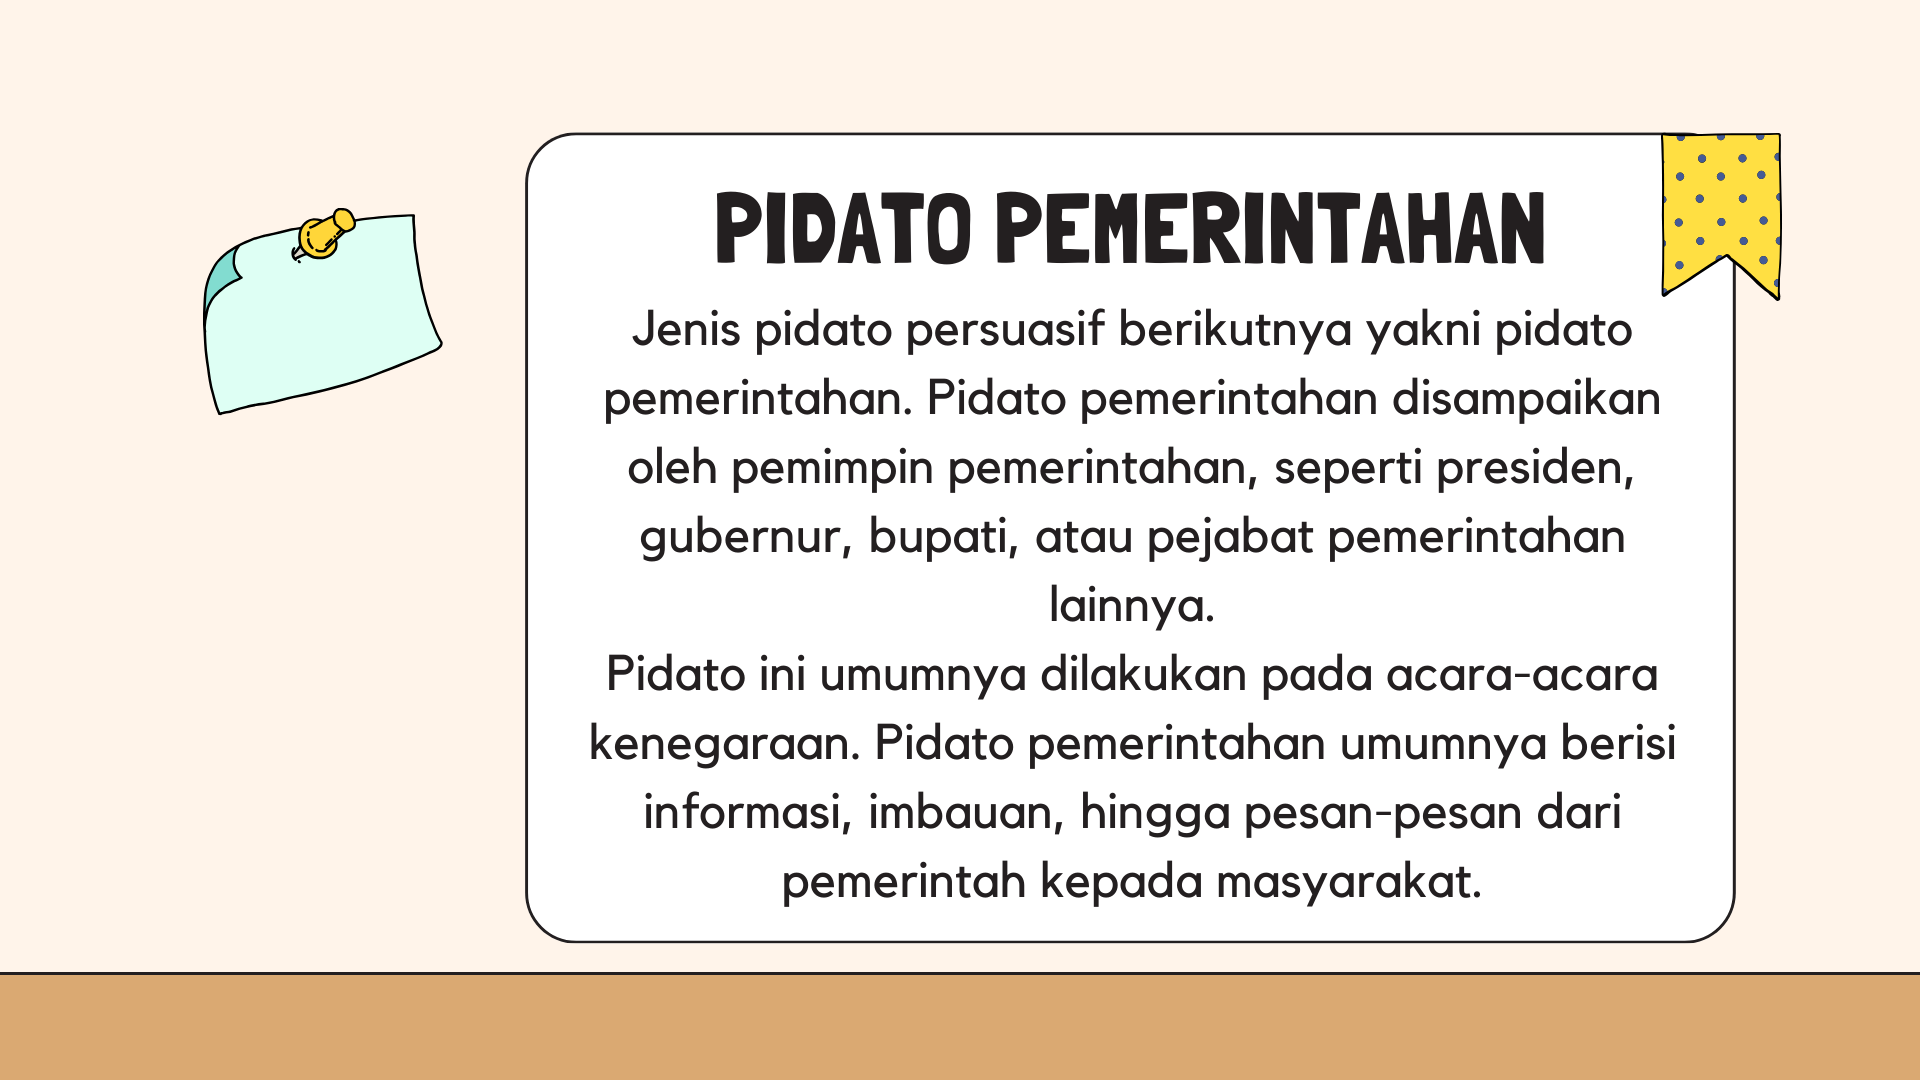 PIDATO PEMERINTAHAN
Jenis pidato persuasif berikutnya yakni pidato
pemerintahan. Pidato pemerintahan disampaikan
oleh pemimpin pemerintahan, seperti presiden,
gubernur, bupati, atau pejabat pemerintahan
lainnya.
Pidato ini umumnya dilakukan pada acara-acara
kenegaraan. Pidato pemerintahan umumnya berisi
informasi, imbauan, hingga pesan-pesan dari
pemerintah kepada masyarakat.